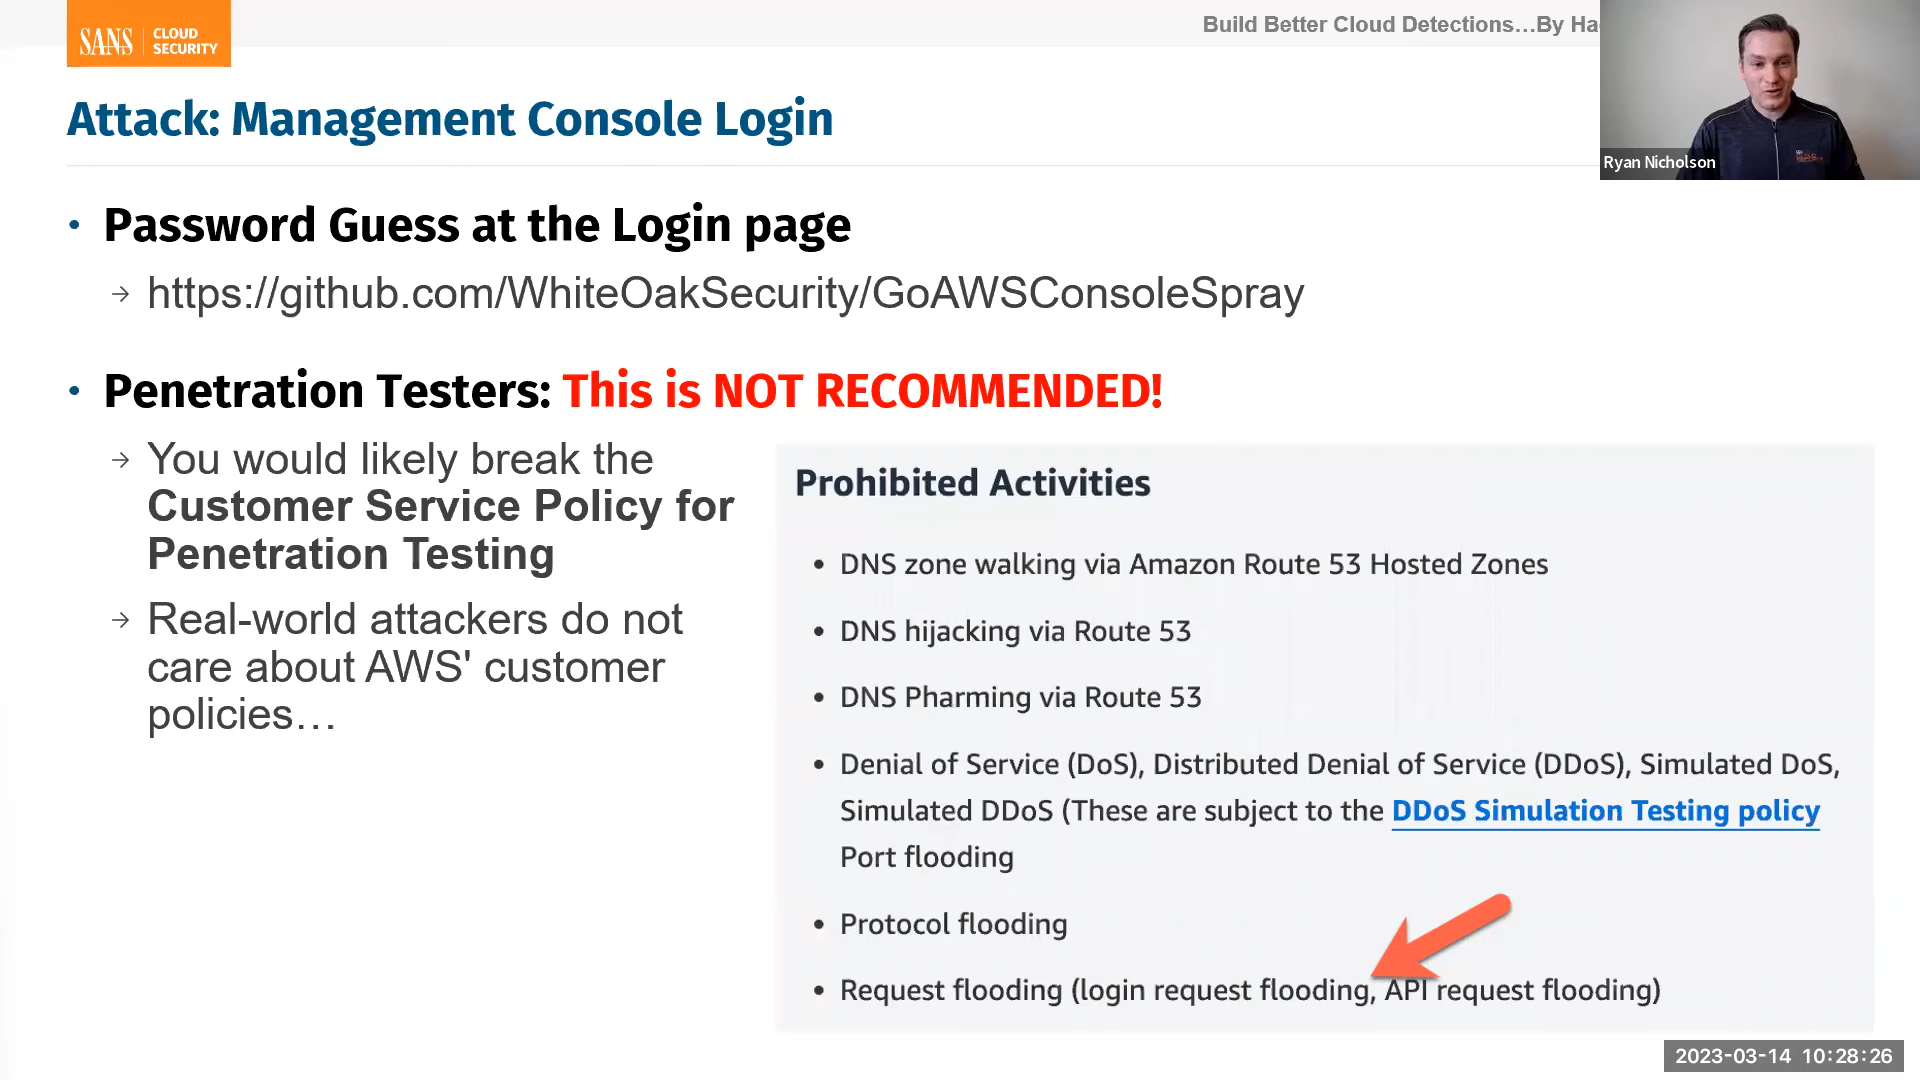 SANS
CLOUD
SECURITY
Build Better Cloud Detections…By Ha
Attack: Management Console Login
Ryan Nicholson
• Password Guess at the Login page
→ https://github.com/WhiteOakSecurity/GoAWSConsoleSpray
• Penetration Testers: This is NOT RECOMMENDED!
→ You would likely break the
Customer Service Policy for
Penetration Testing
→ Real-world attackers do not
care about AWS' customer
policies…
Prohibited Activities
• DNS zone walking via Amazon Route 53 Hosted Zones
• DNS hijacking via Route 53
• DNS Pharming via Route 53
• Denial of Service (DoS), Distributed Denial of Service (DDoS), Simulated DoS,
Simulated DDoS (These are subject to the DDoS Simulation Testing policy
Port flooding
• Protocol flooding
• Request flooding (login request flooding, API request flooding)
2023-03-14 10:28:26